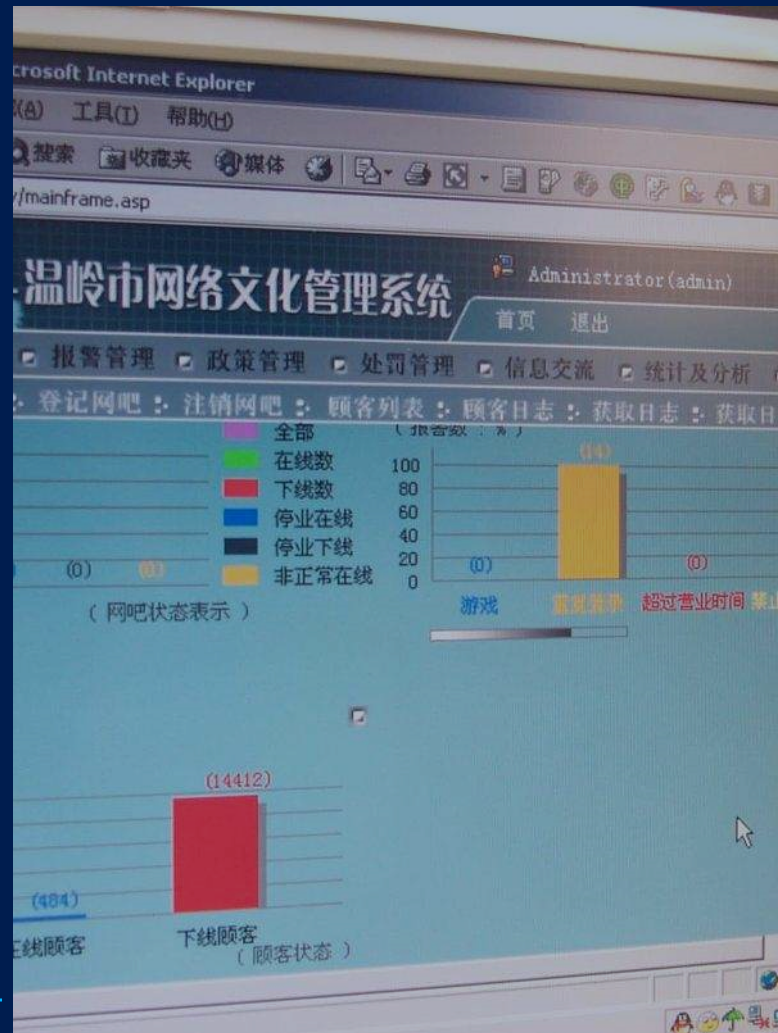 crosoft Internet Explorer
(A) 工具(T) 帮助(H)
搜索 收藏夹 媒体
/mainframe.asp
温岭市网络文化管理系统
Administrator(admin)
首页 退出
报警管理 政策管理 处罚管理 信息交流 统计及分析
登记网吧 注销网吧 顾客列表 顾客日志 获取日志 获取日
全部
在线数
下线数
停业在线
停业下线
非正常在线
(0) (0)
(网吧状态表示)
(报警数 : %)
100
80
60
40
20
0
(0) (14) (0)
游戏 超过营业时间 禁止
(14412)
(484)
在线顾客 下线顾客
(顾客状态)